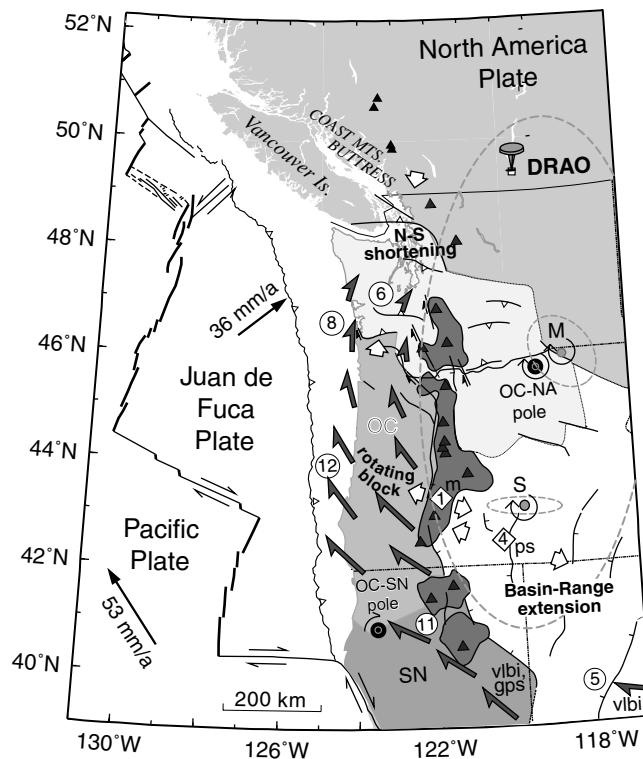 52°N
North America
Plate
50°N
COAST MTS.
BUTTRESS
Vancouver Is.
DRAO
48°N
N-S
shortening
6
36 mm/a
8
46°N
M
Juan de
Fuca
Plate
OC-NA
pole
OC
44°N
12
rotating
block
1
m
S
Pacific
Plate
4
ps
42°N
OC-SN
pole
Basin-Range
extension
53 mm/a
11
40°N
SN
vlbi,
gps
5
vlbi
200 km
130°W
126°W
122°W
118°W